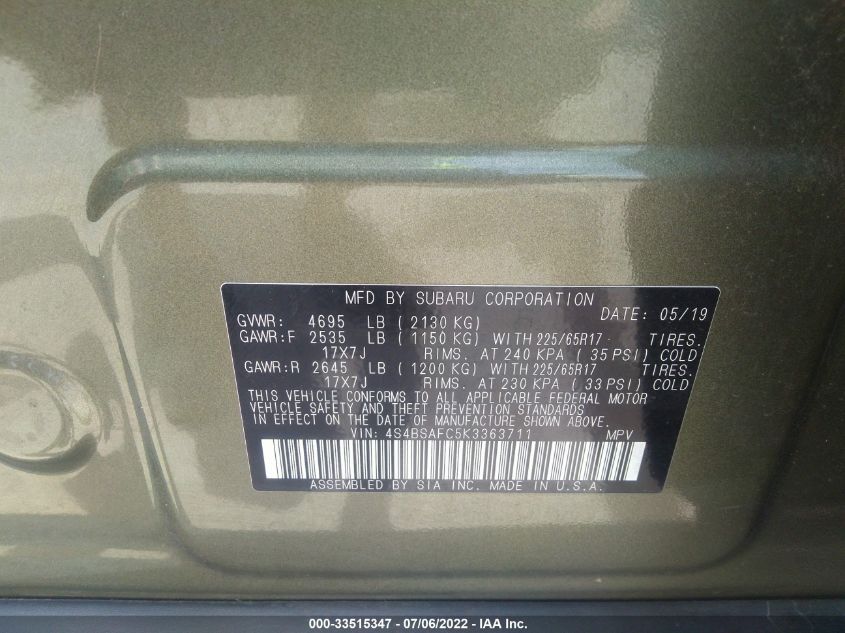 MFD BY SUBARU CORPORATION
DATE: 05/19
GVWR: 4695 LB ( 2130 KG)
GAWR:F 2535 LB ( 1150 KG) WITH 225/65R17 TIRES.
17X7J RIMS. AT 240 KPA ( 35 PSI) COLD
GAWR:R 2645 LB ( 1200 KG) WITH 225/65R17 TIRES.
17X7J RIMS. AT 230 KPA ( 33 PSI) COLD
THIS VEHICLE CONFORMS TO ALL APPLICABLE FEDERAL MOTOR
VEHICLE SAFETY AND THEFT PREVENTION STANDARDS
IN EFFECT ON THE DATE OF MANUFACTURE SHOWN ABOVE.
VIN: 4S4BSAFC5K3363711 MPV
ASSEMBLED BY SIA INC. MADE IN U.S.A.
000-33515347 - 07/06/2022 - IAA Inc.